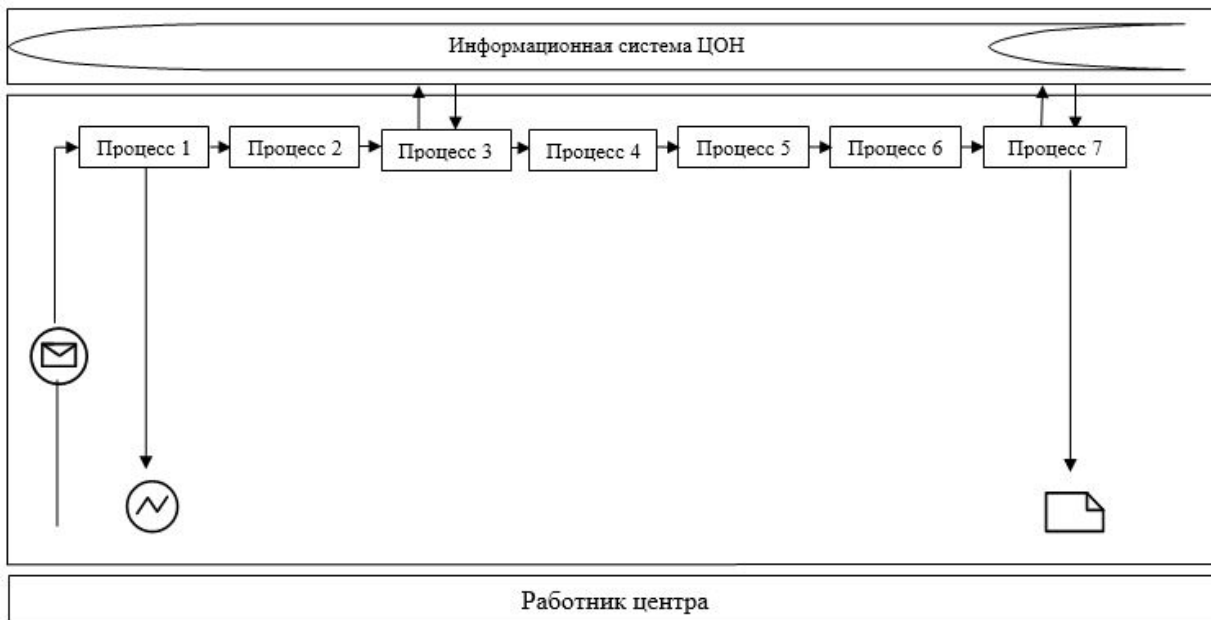 Информационная система ЦОН
Процесс 1
Процесс 2
Процесс 3
Процесс 4
Процесс 5
Процесс 6
Процесс 7
Работник центра